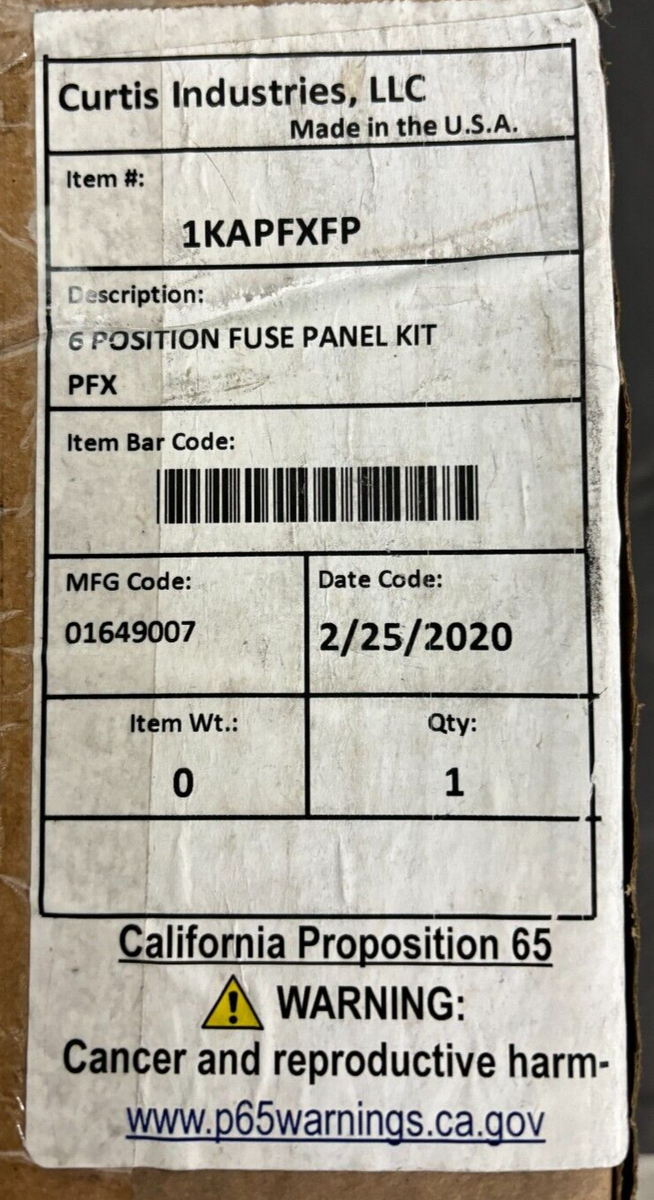 Curtis Industries, LLC
Made in the U.S.A.
Item #:
1KAPFXFP
Description:
6 POSITION FUSE PANEL KIT
PFX
Item Bar Code:
MFG Code:
01649007
Date Code:
2/25/2020
Item Wt.:
0
Qty:
1
California Proposition 65
WARNING:
Cancer and reproductive harm-
www.p65warnings.ca.gov